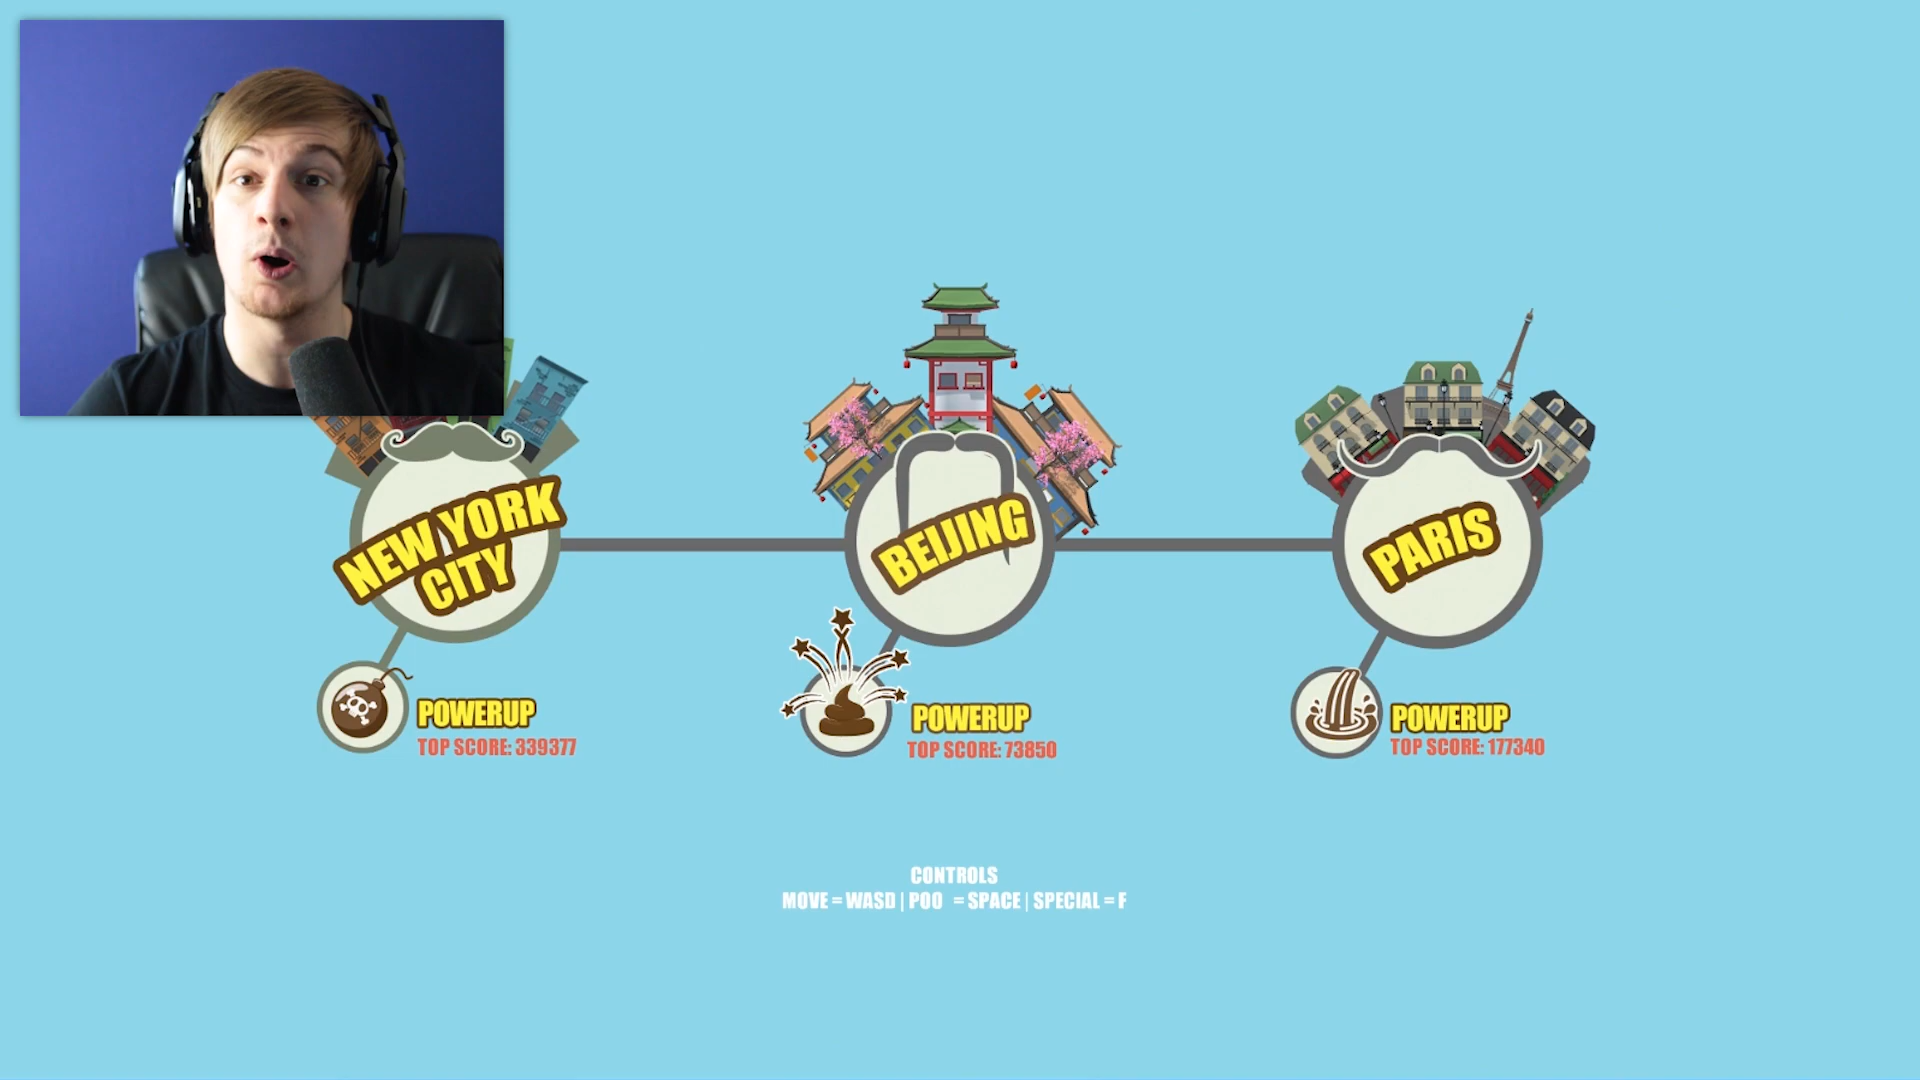 NEW YORK
CITY
BEIJING
PARIS
POWERUP
TOP SCORE: 339377
POWERUP
TOP SCORE: 73850
POWERUP
TOP SCORE: 177340
CONTROLS
MOVE = WASD | POO = SPACE | SPECIAL = F